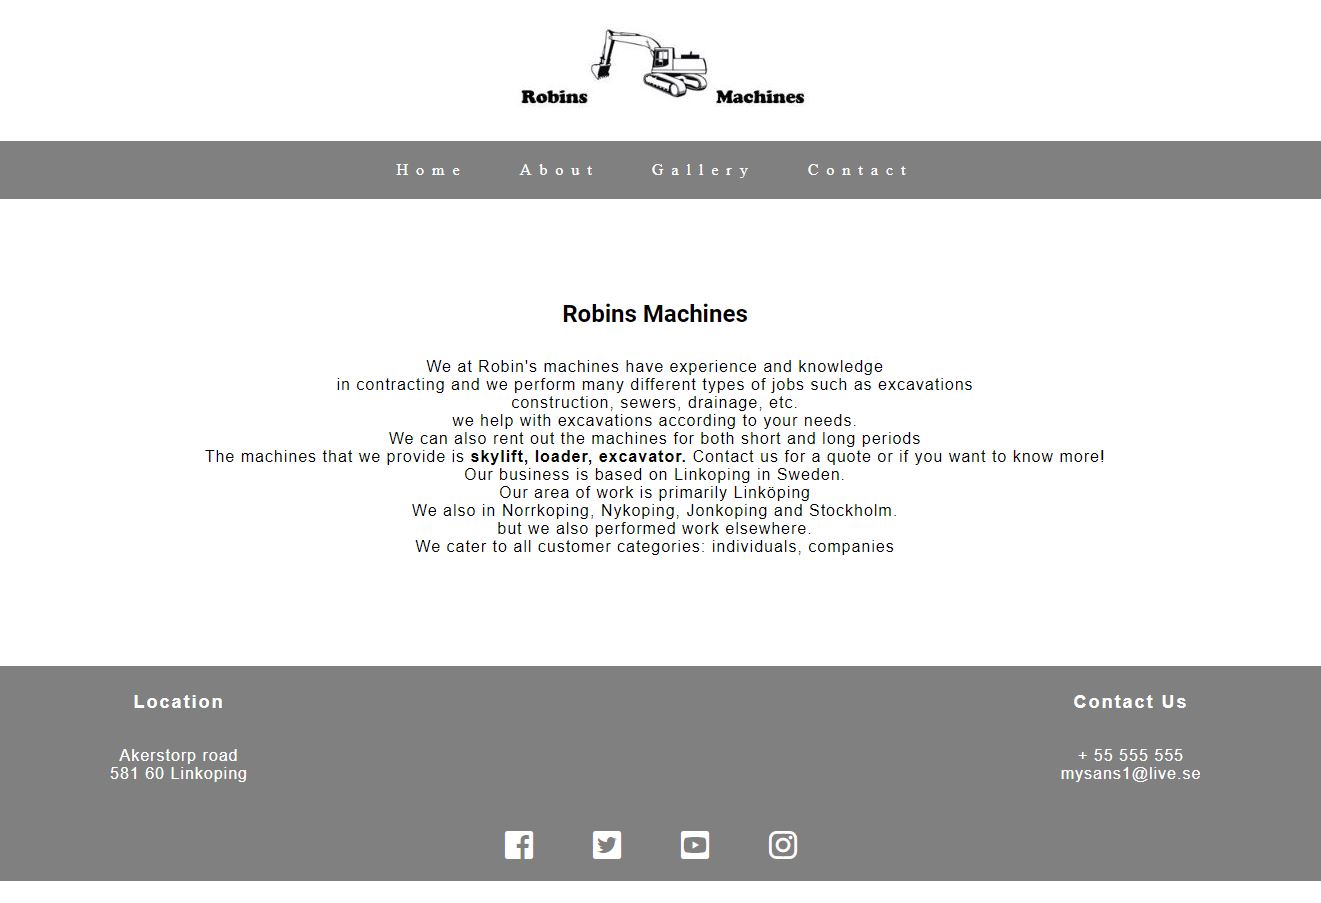 Robins Machines
Home About Gallery Contact
Robins Machines
We at Robin's machines have experience and knowledge
in contracting and we perform many different types of jobs such as excavations
construction, sewers, drainage, etc.
we help with excavations according to your needs.
We can also rent out the machines for both short and long periods
The machines that we provide is skylift, loader, excavator. Contact us for a quote or if you want to know more!
Our business is based on Linkoping in Sweden.
Our area of work is primarily Linköping
We also in Norrkoping, Nykoping, Jonkoping and Stockholm.
but we also performed work elsewhere.
We cater to all customer categories: individuals, companies
Location
Akerstorp road
581 60 Linkoping
Contact Us
+ 55 555 555
mysans1@live.se